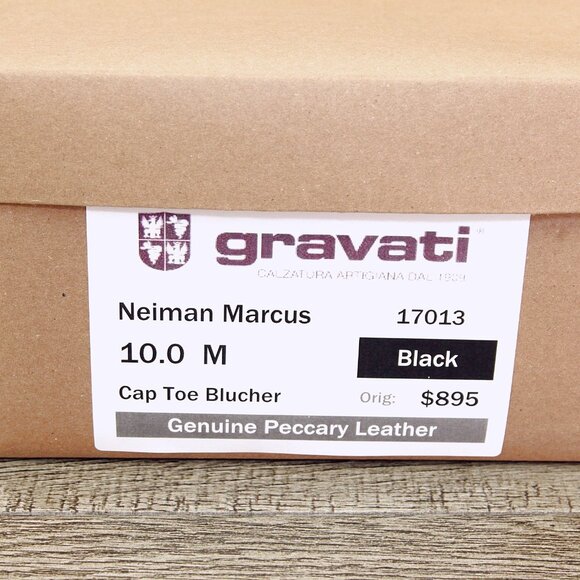 gravati®
CALZATURA ARTIGIANA DAL 1909
Neiman Marcus 17013
10.0 M Black
Cap Toe Blucher Orig: $895
Genuine Peccary Leather